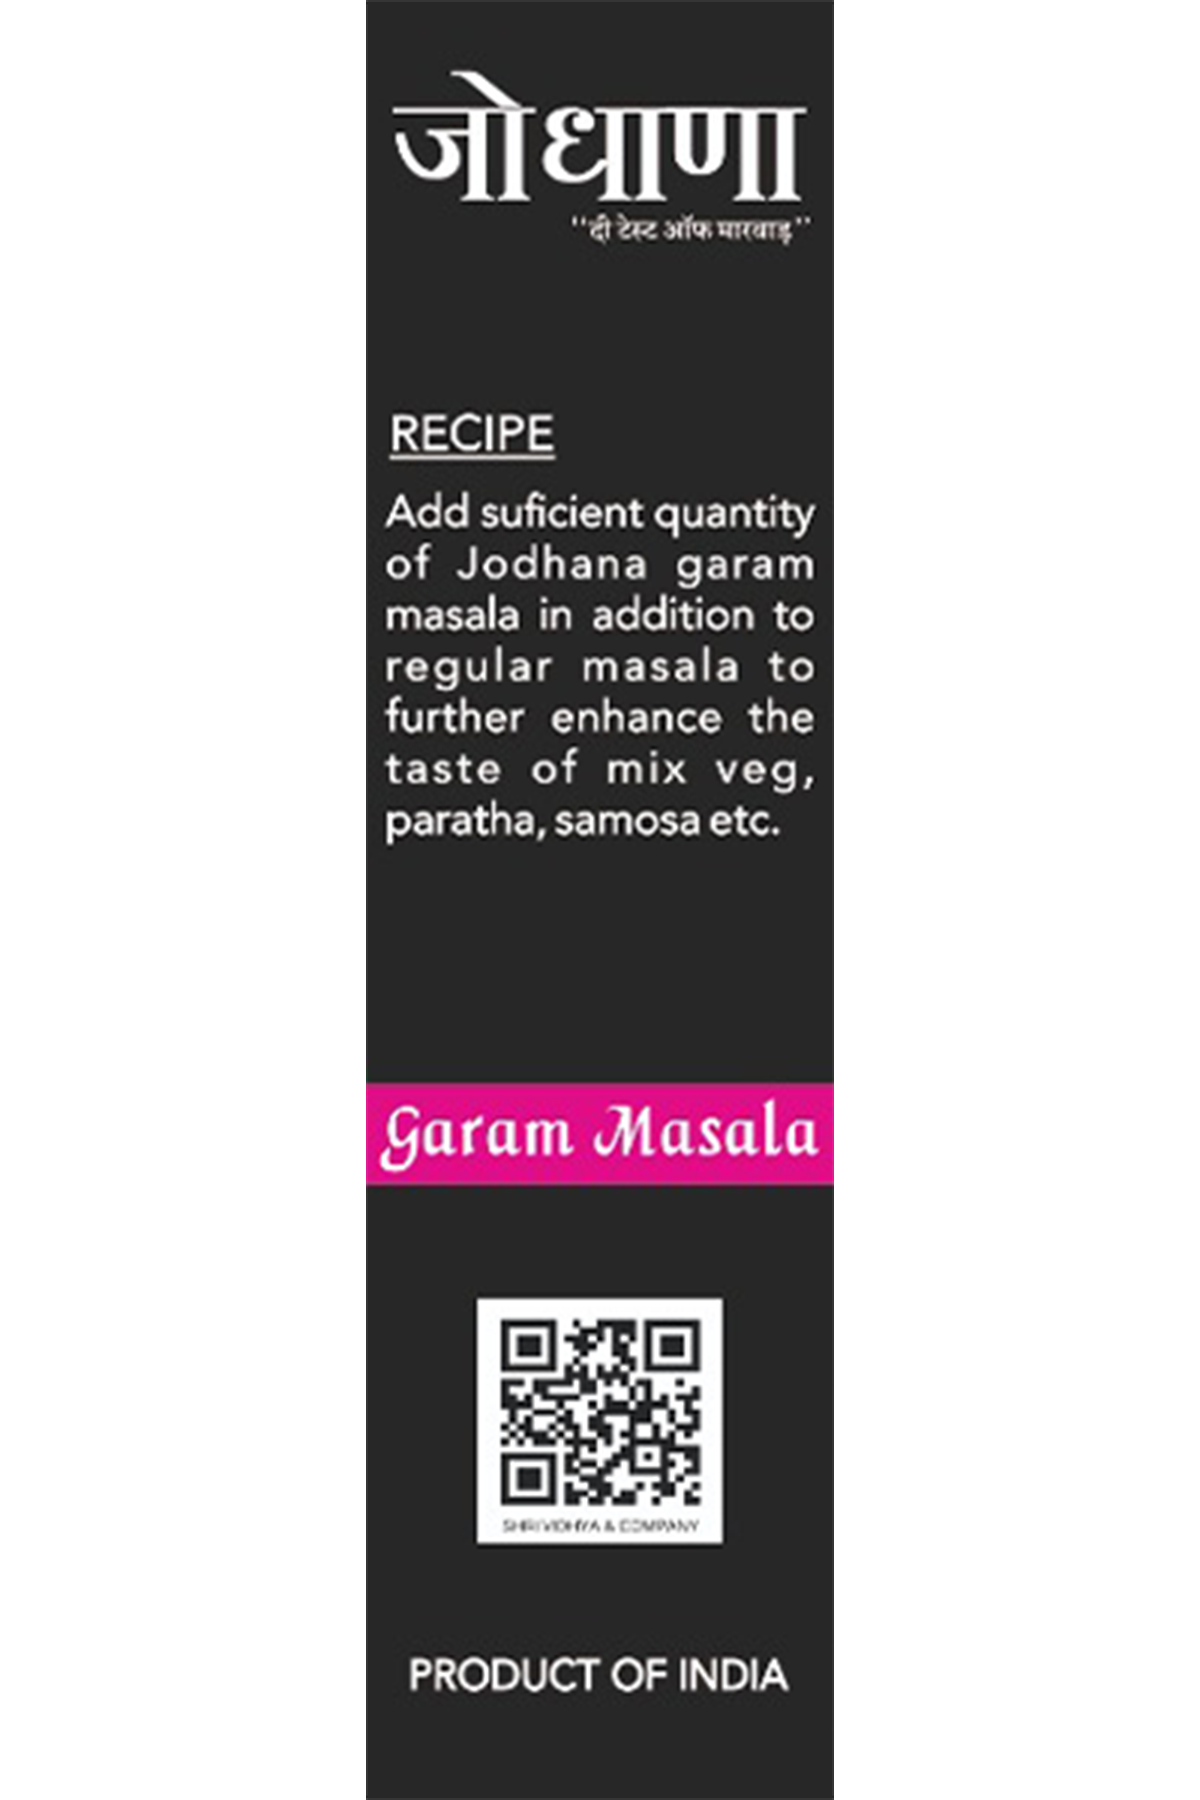 जोधाणा
"दी टेस्ट ऑफ मारवाड़"
RECIPE
Add suficient quantity
of Jodhana garam
masala in addition to
regular masala to
further enhance the
taste of mix veg,
paratha, samosa etc.
Garam Masala
SHRI VIDHYA & COMPANY
PRODUCT OF INDIA